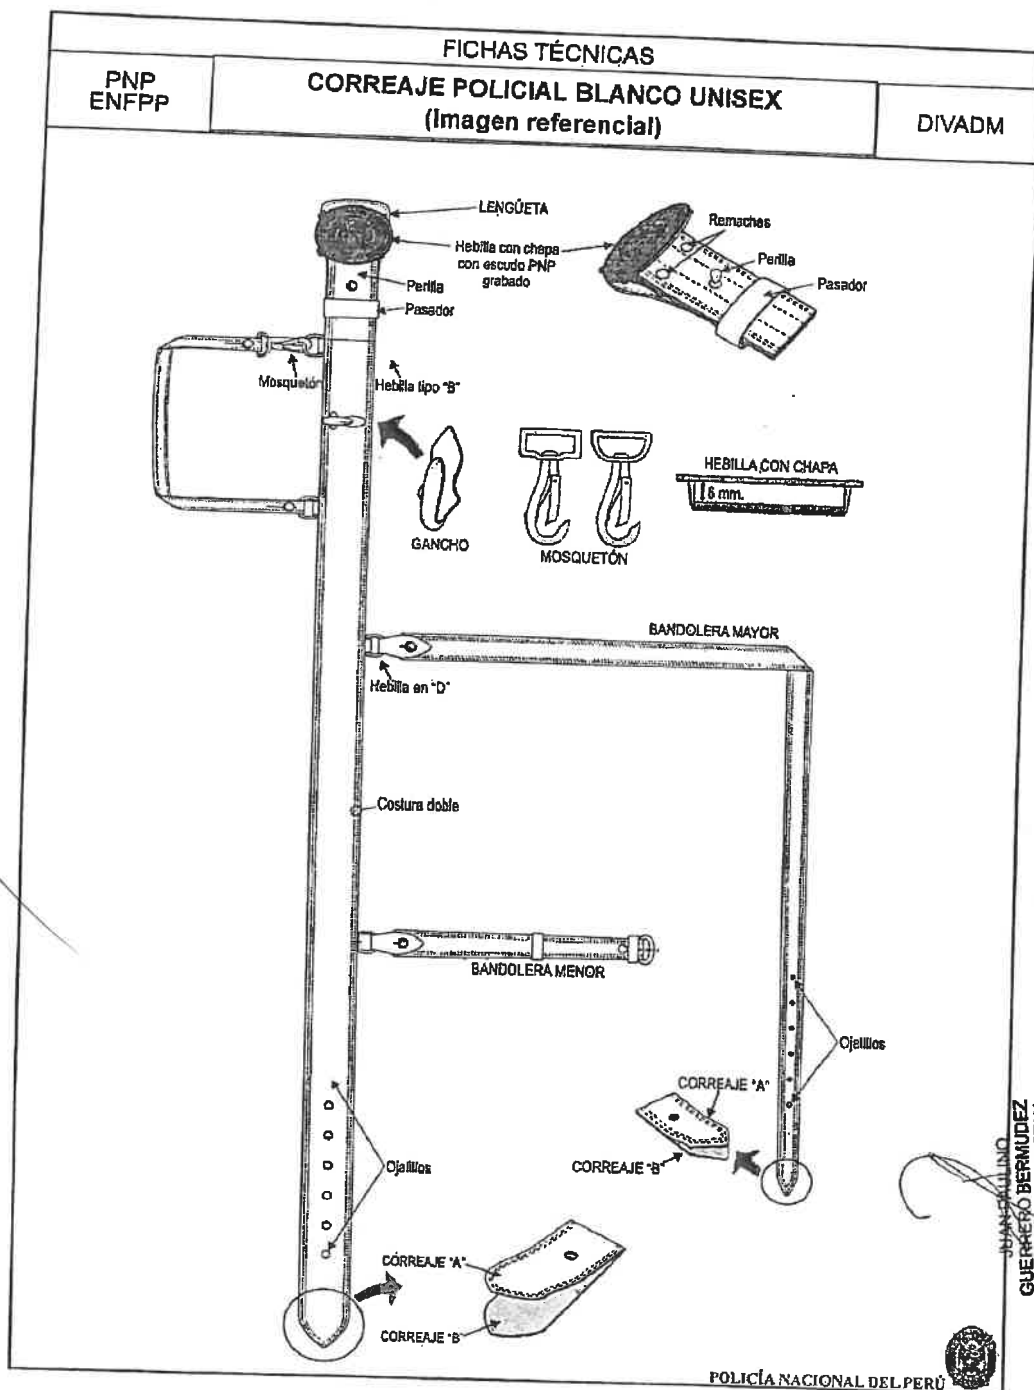 FICHAS TÉCNICAS
PNP
ENFPP
CORREAJE POLICIAL BLANCO UNISEX
(Imagen referencial)
DIVADM
LENGÜETA
Hebilla con chapa
con escudo PNP
grabado
Perilla
Pasador
Remaches
Perilla
Pasador
Mosquetón
Hebilla tipo "B"
GANCHO
MOSQUETÓN
HEBILLA CON CHAPA
6 mm.
BANDOLERA MAYOR
Hebilla en "D"
Costura doble
BANDOLERA MENOR
Ojalillos
CORREAJE "A"
CORREAJE "B"
Ojalillos
CORREAJE "A"
CORREAJE "B"
JUAN PAULINO
GUERRERO BERMUDEZ
POLICÍA NACIONAL DEL PERÚ